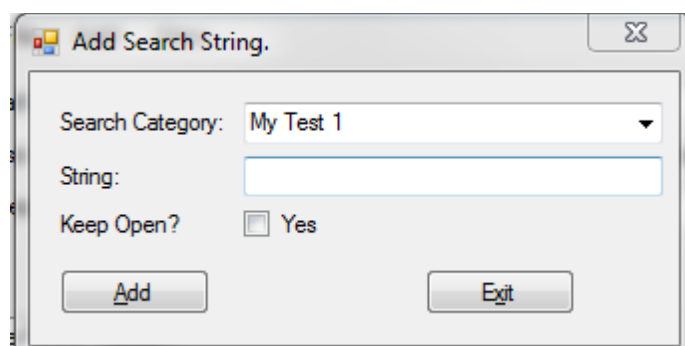 Add Search String.
Search Category: My Test 1
String:
Keep Open? Yes
Add Exit